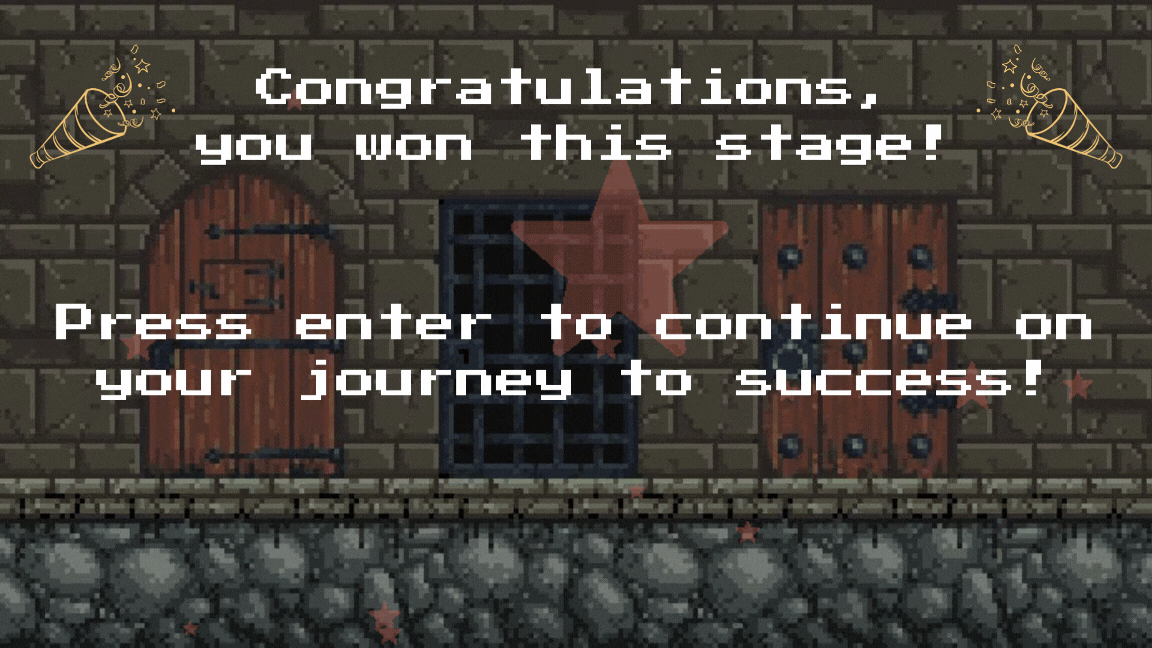 Congratulations,
you won this stage!
Press enter to continue on
your journey to success!